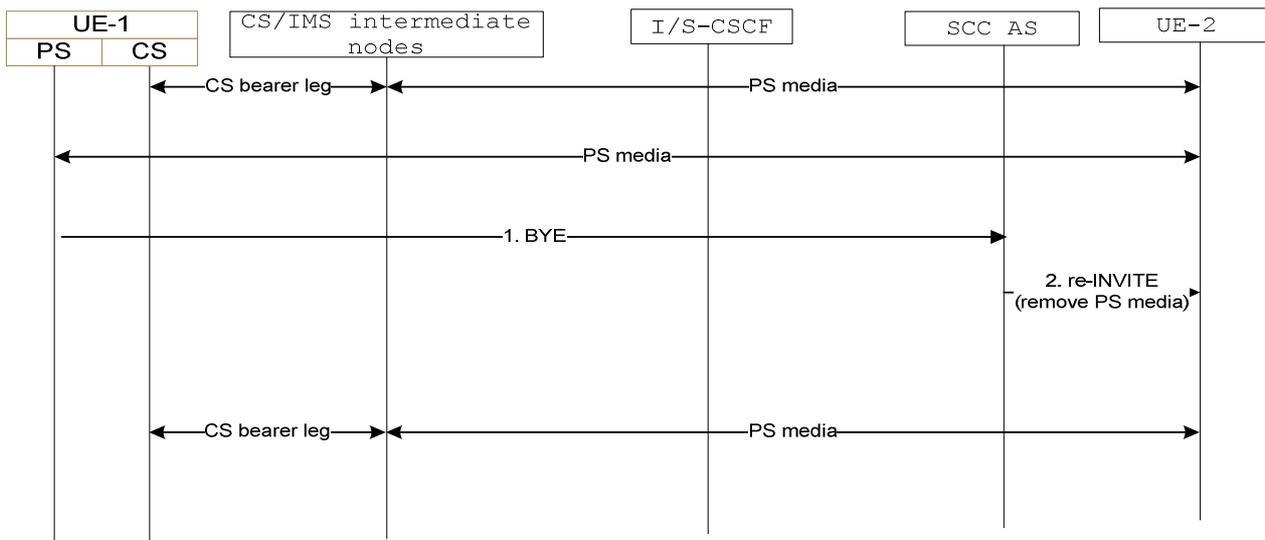 UE-1
PS CS
CS/IMS intermediate
nodes
I/S-CSCF
SCC AS
UE-2
CS bearer leg
PS media
PS media
1. BYE
2. re-INVITE
(remove PS media)
CS bearer leg
PS media